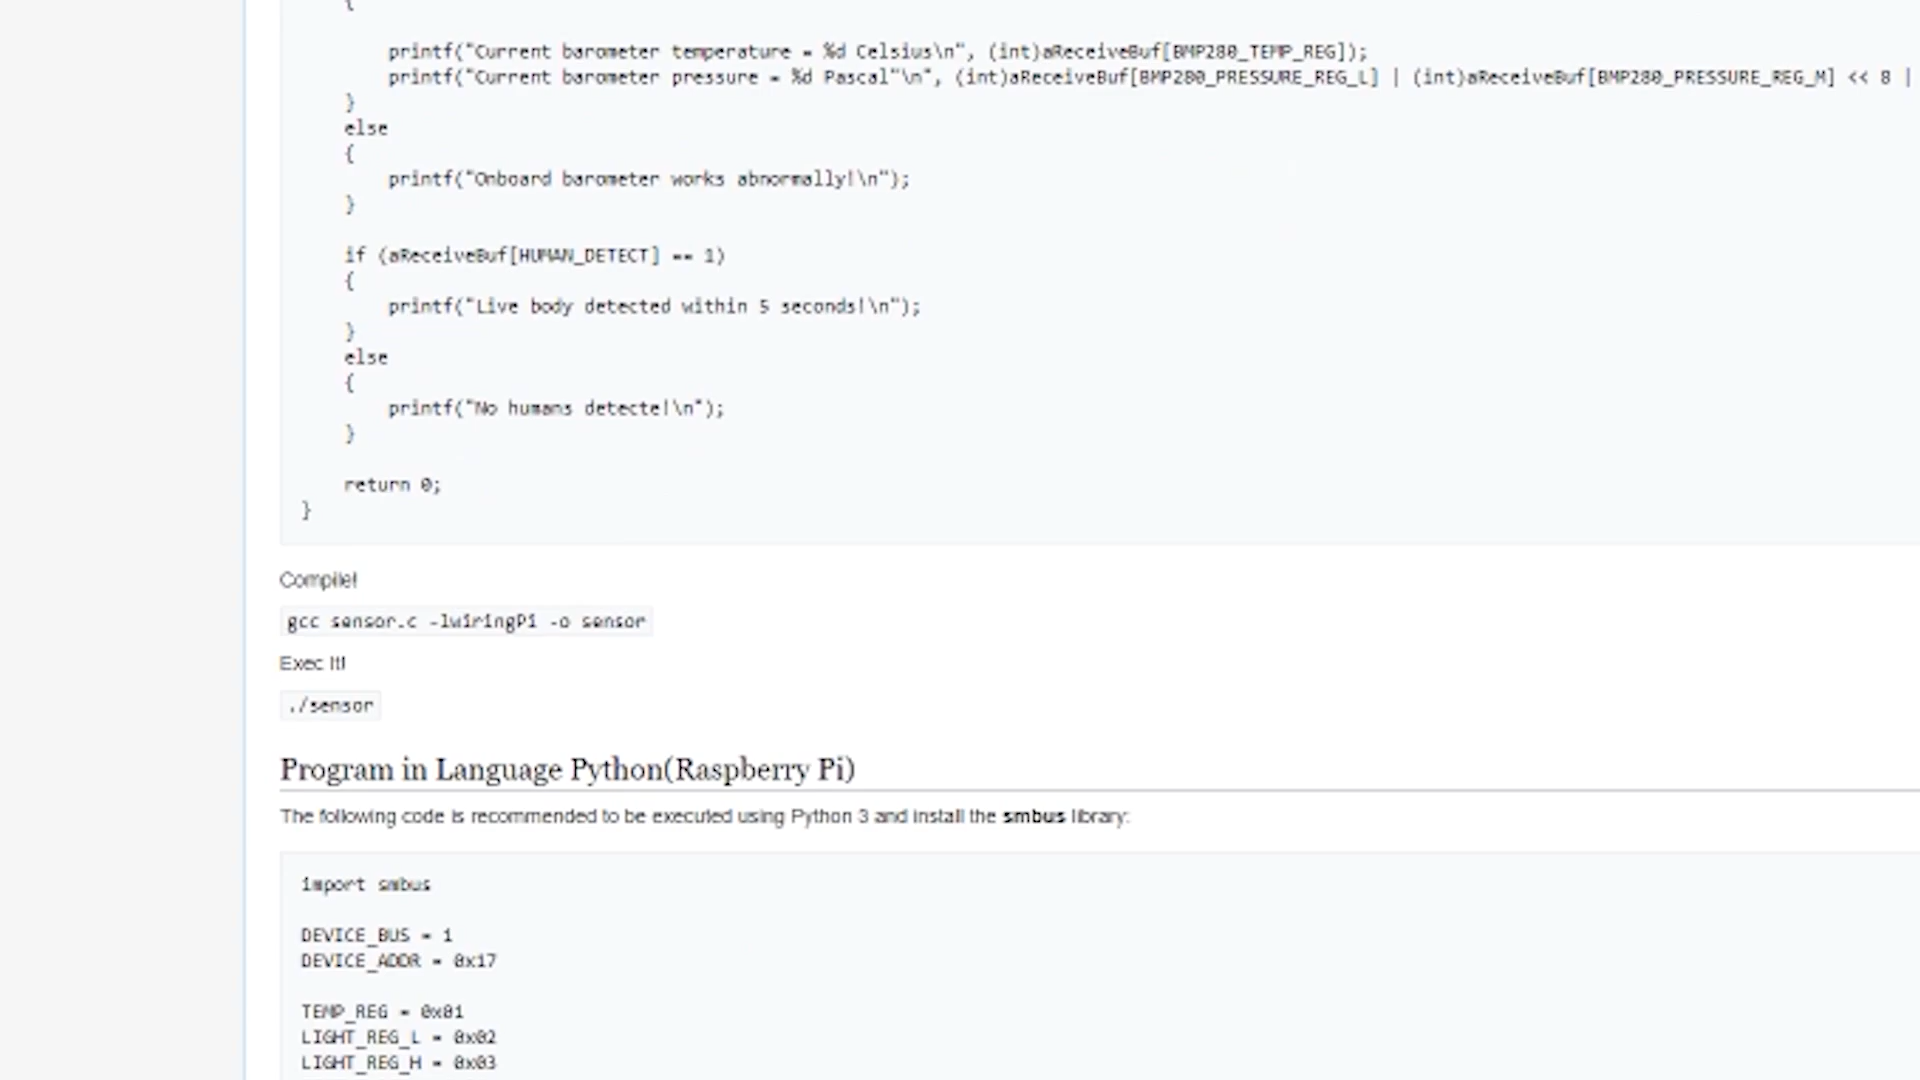 {
printf("Current barometer temperature = %d Celsius\n", (int)aReceiveBuf[BMP280_TEMP_REG]);
printf("Current barometer pressure = %d Pascal"\n", (int)aReceiveBuf[BMP280_PRESSURE_REG_L] | (int)aReceiveBuf[BMP280_PRESSURE_REG_M] << 8 |
}
else
{
printf("Onboard barometer works abnormally!\n");
}
if (aReceiveBuf[HUMAN_DETECT] == 1)
{
printf("Live body detected within 5 seconds!\n");
}
else
{
printf("No humans detecte!\n");
}
return 0;
}
Compile!
gcc sensor.c -lwiringPi -o sensor
Exec It!
./sensor
Program in Language Python(Raspberry Pi)
The following code is recommended to be executed using Python 3 and install the smbus library:
import smbus
DEVICE_BUS = 1
DEVICE_ADDR = 0x17
TEMP_REG = 0x01
LIGHT_REG_L = 0x02
LIGHT_REG_H = 0x03